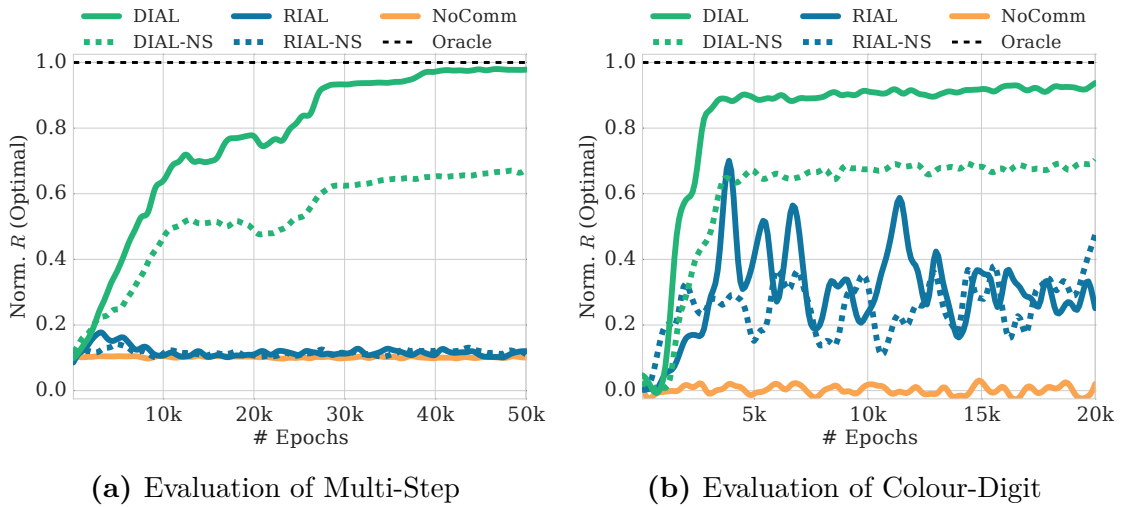 DIAL RIAL NoComm
DIAL-NS RIAL-NS Oracle
Norm. R (Optimal)
1.0
0.8
0.6
0.4
0.2
0.0
10k 20k 30k 40k 50k
# Epochs
(a) Evaluation of Multi-Step
DIAL RIAL NoComm
DIAL-NS RIAL-NS Oracle
Norm. R (Optimal)
1.0
0.8
0.6
0.4
0.2
0.0
5k 10k 15k 20k
# Epochs
(b) Evaluation of Colour-Digit